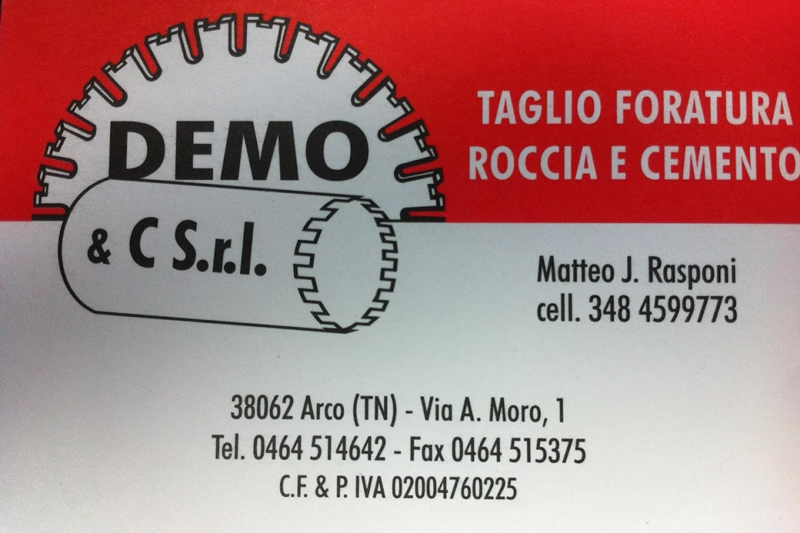 DEMO
& C S.r.l.
TAGLIO FORATURA
ROCCIA E CEMENTO
Matteo J. Rasponi
cell. 348 4599773
38062 Arco (TN) - Via A. Moro, 1
Tel. 0464 514642 - Fax 0464 515375
C.F. & P. IVA 02004760225